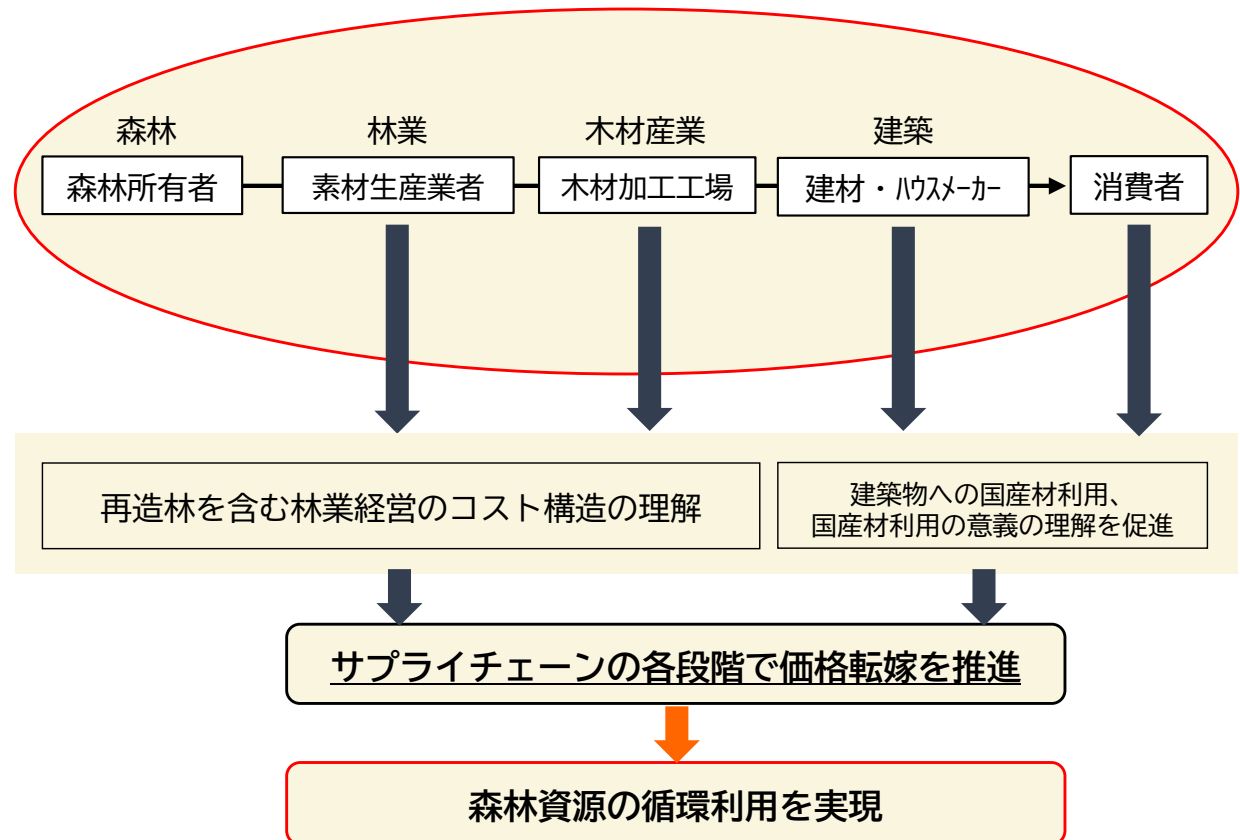 森林
林業
木材産業
建築
森林所有者
素材生産業者
木材加工工場
建材・ﾊｳｽﾒｰｶｰ
消費者
再造林を含む林業経営のコスト構造の理解
建築物への国産材利用、
国産材利用の意義の理解を促進
サプライチェーンの各段階で価格転嫁を推進
森林資源の循環利用を実現